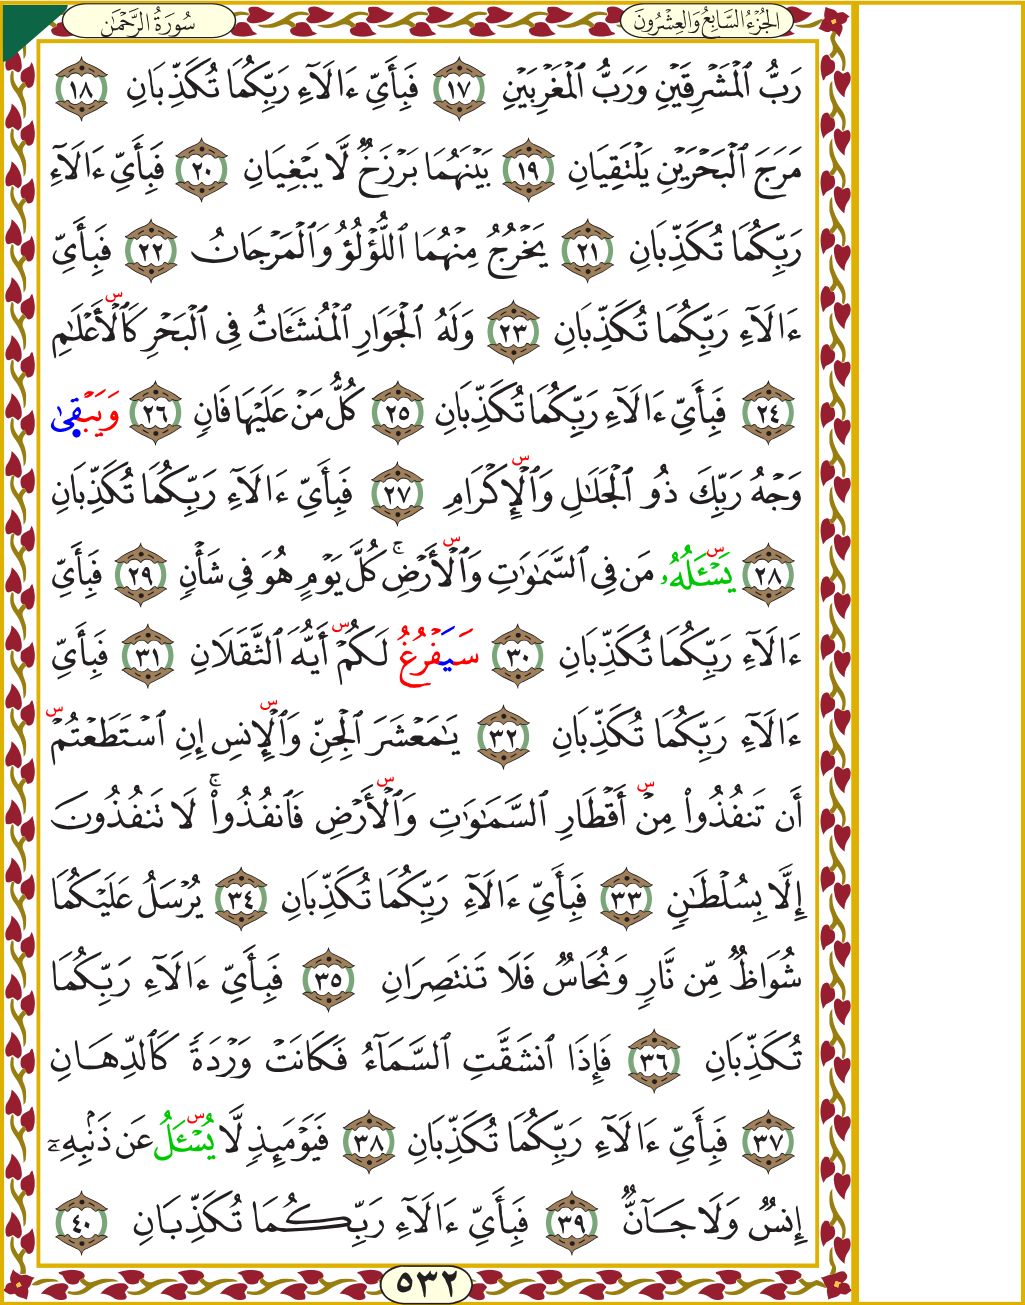 الجُزْءُ السَّابِعُ وَالعِشْرُونَ
سُورَةُ الرَّحْمَٰن
رَبُّ ٱلْمَشْرِقَيْنِ وَرَبُّ ٱلْمَغْرِبَيْنِ ١٧ فَبِأَىِّ ءَالَآءِ رَبِّكُمَا تُكَذِّبَانِ ١٨
مَرَجَ ٱلْبَحْرَيْنِ يَلْتَقِيَانِ ١٩ بَيْنَهُمَا بَرْزَخٌ لَّا يَبْغِيَانِ ٢٠ فَبِأَىِّ ءَالَآءِ
رَبِّكُمَا تُكَذِّبَانِ ٢١ يَخْرُجُ مِنْهُمَا ٱللُّؤْلُؤُ وَٱلْمَرْجَانُ ٢٢ فَبِأَىِّ
ءَالَآءِ رَبِّكُمَا تُكَذِّبَانِ ٢٣ وَلَهُ ٱلْجَوَارِ ٱلْمُنشَـَٔاتُ فِى ٱلْبَحْرِ كَٱلْأَعْلَٰمِ
٢٤ فَبِأَىِّ ءَالَآءِ رَبِّكُمَا تُكَذِّبَانِ ٢٥ كُلُّ مَنْ عَلَيْهَا فَانٍ ٢٦ وَيَبْقَىٰ
وَجْهُ رَبِّكَ ذُو ٱلْجَلَٰلِ وَٱلْإِكْرَامِ ٢٧ فَبِأَىِّ ءَالَآءِ رَبِّكُمَا تُكَذِّبَانِ
٢٨ يَسْـَٔلُهُۥ مَن فِى ٱلسَّمَٰوَٰتِ وَٱلْأَرْضِ ۚ كُلَّ يَوْمٍ هُوَ فِى شَأْنٍ ٢٩ فَبِأَىِّ
ءَالَآءِ رَبِّكُمَا تُكَذِّبَانِ ٣٠ سَيَفْرُغُ لَكُمْ أَيُّهَ ٱلثَّقَلَانِ ٣١ فَبِأَىِّ
ءَالَآءِ رَبِّكُمَا تُكَذِّبَانِ ٣٢ يَٰمَعْشَرَ ٱلْجِنِّ وَٱلْإِنسِ إِنِ ٱسْتَطَعْتُمْ
أَن تَنفُذُوا۟ مِنْ أَقْطَارِ ٱلسَّمَٰوَٰتِ وَٱلْأَرْضِ فَٱنفُذُوا۟ ۚ لَا تَنفُذُونَ
إِلَّا بِسُلْطَٰنٍ ٣٣ فَبِأَىِّ ءَالَآءِ رَبِّكُمَا تُكَذِّبَانِ ٣٤ يُرْسَلُ عَلَيْكُمَا
شُوَاظٌ مِّن نَّارٍ وَنُحَاسٌ فَلَا تَنتَصِرَانِ ٣٥ فَبِأَىِّ ءَالَآءِ رَبِّكُمَا
تُكَذِّبَانِ ٣٦ فَإِذَا ٱنشَقَّتِ ٱلسَّمَآءُ فَكَانَتْ وَرْدَةً كَٱلدِّهَانِ
٣٧ فَبِأَىِّ ءَالَآءِ رَبِّكُمَا تُكَذِّبَانِ ٣٨ فَيَوْمَئِذٍ لَّا يُسْـَٔلُ عَن ذَنۢبِهِۦٓ
إِنسٌ وَلَا جَآنٌّ ٣٩ فَبِأَىِّ ءَالَآءِ رَبِّكُمَا تُكَذِّبَانِ ٤٠
٥٣٢